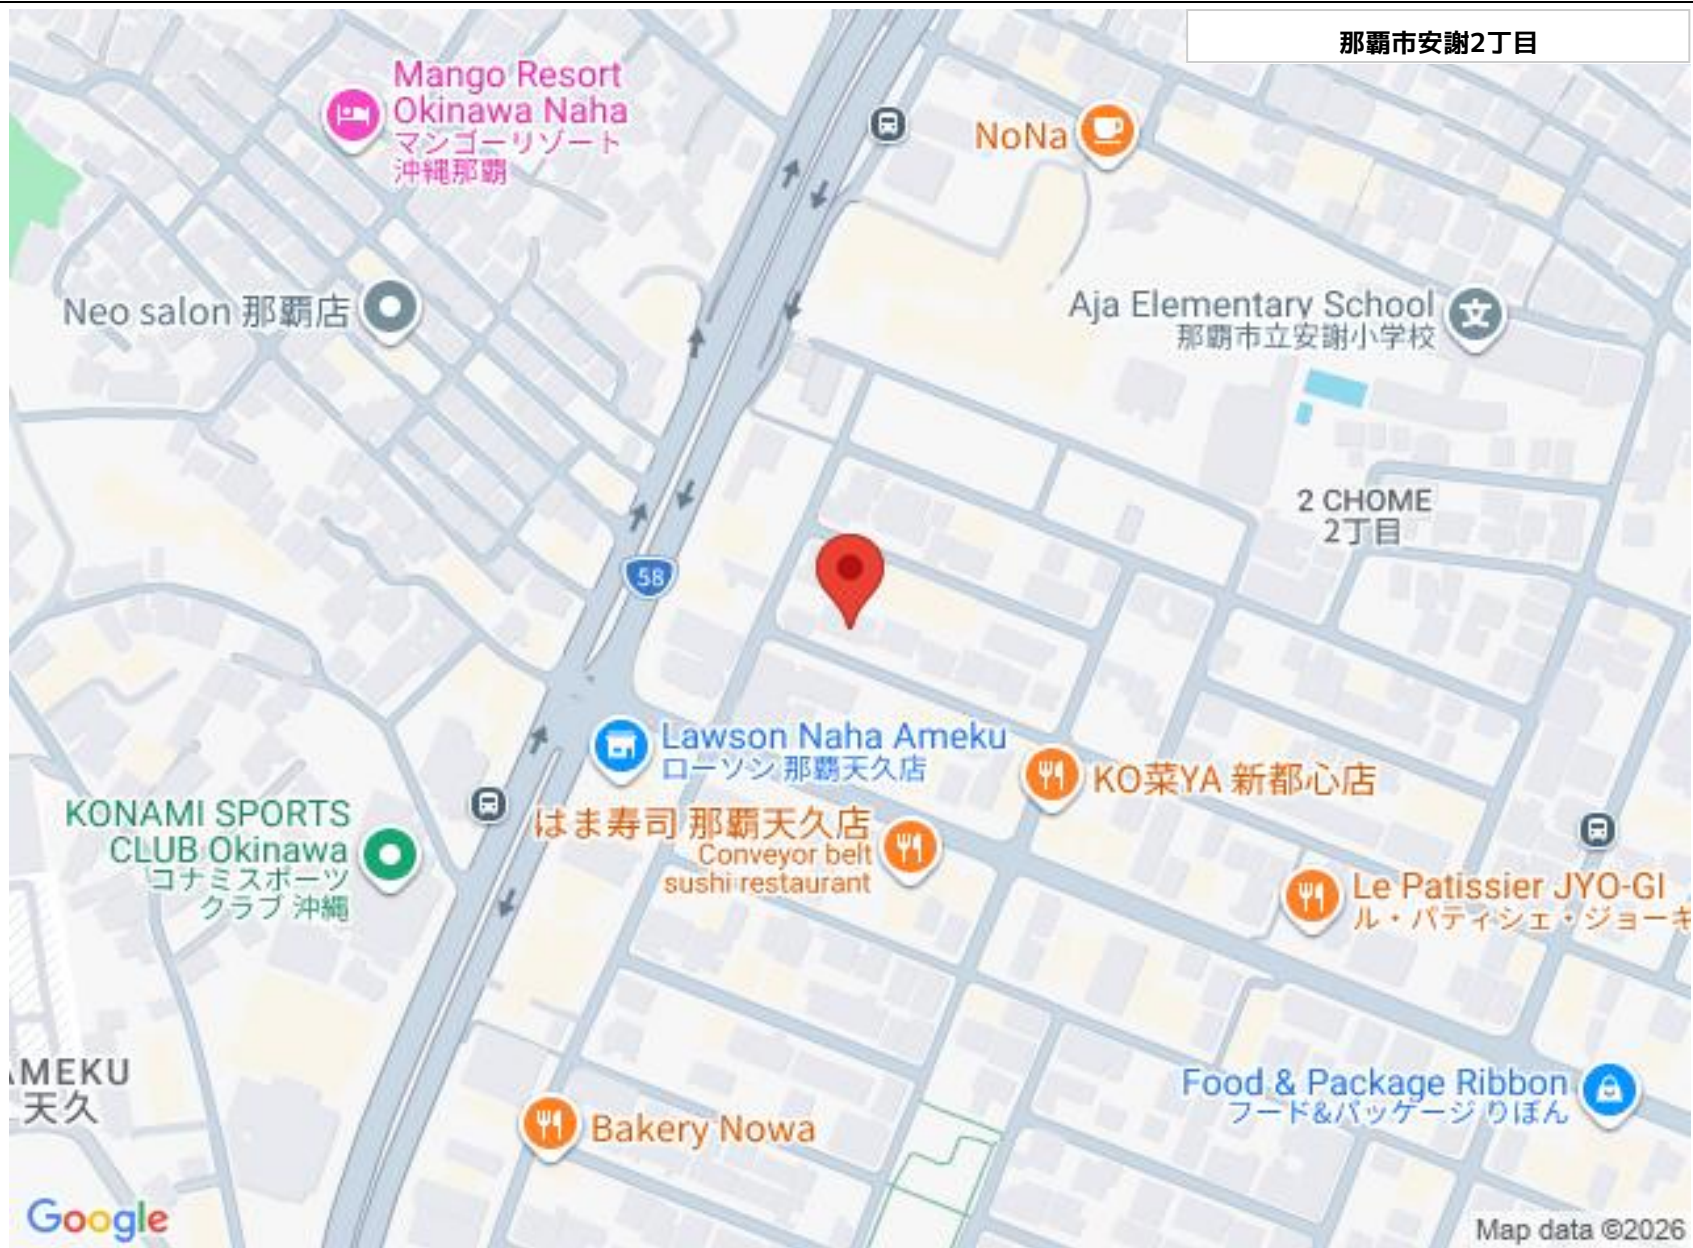 那覇市安謝2丁目
Mango Resort
Okinawa Naha
マンゴーリゾート
沖縄那覇
NoNa
Neo salon 那覇店
Aja Elementary School
那覇市立安謝小学校
2 CHOME
2丁目
58
Lawson Naha Ameku
ローソン 那覇天久店
KO菜YA 新都心店
KONAMI SPORTS
CLUB Okinawa
コナミスポーツ
クラブ 沖縄
はま寿司 那覇天久店
Conveyor belt
sushi restaurant
Le Patissier JYO-GI
ル・パティシェ・ジョーキ
AMEKU
天久
Food & Package Ribbon
フード&パッケージ りぼん
Bakery Nowa
Google
Map data ©2026